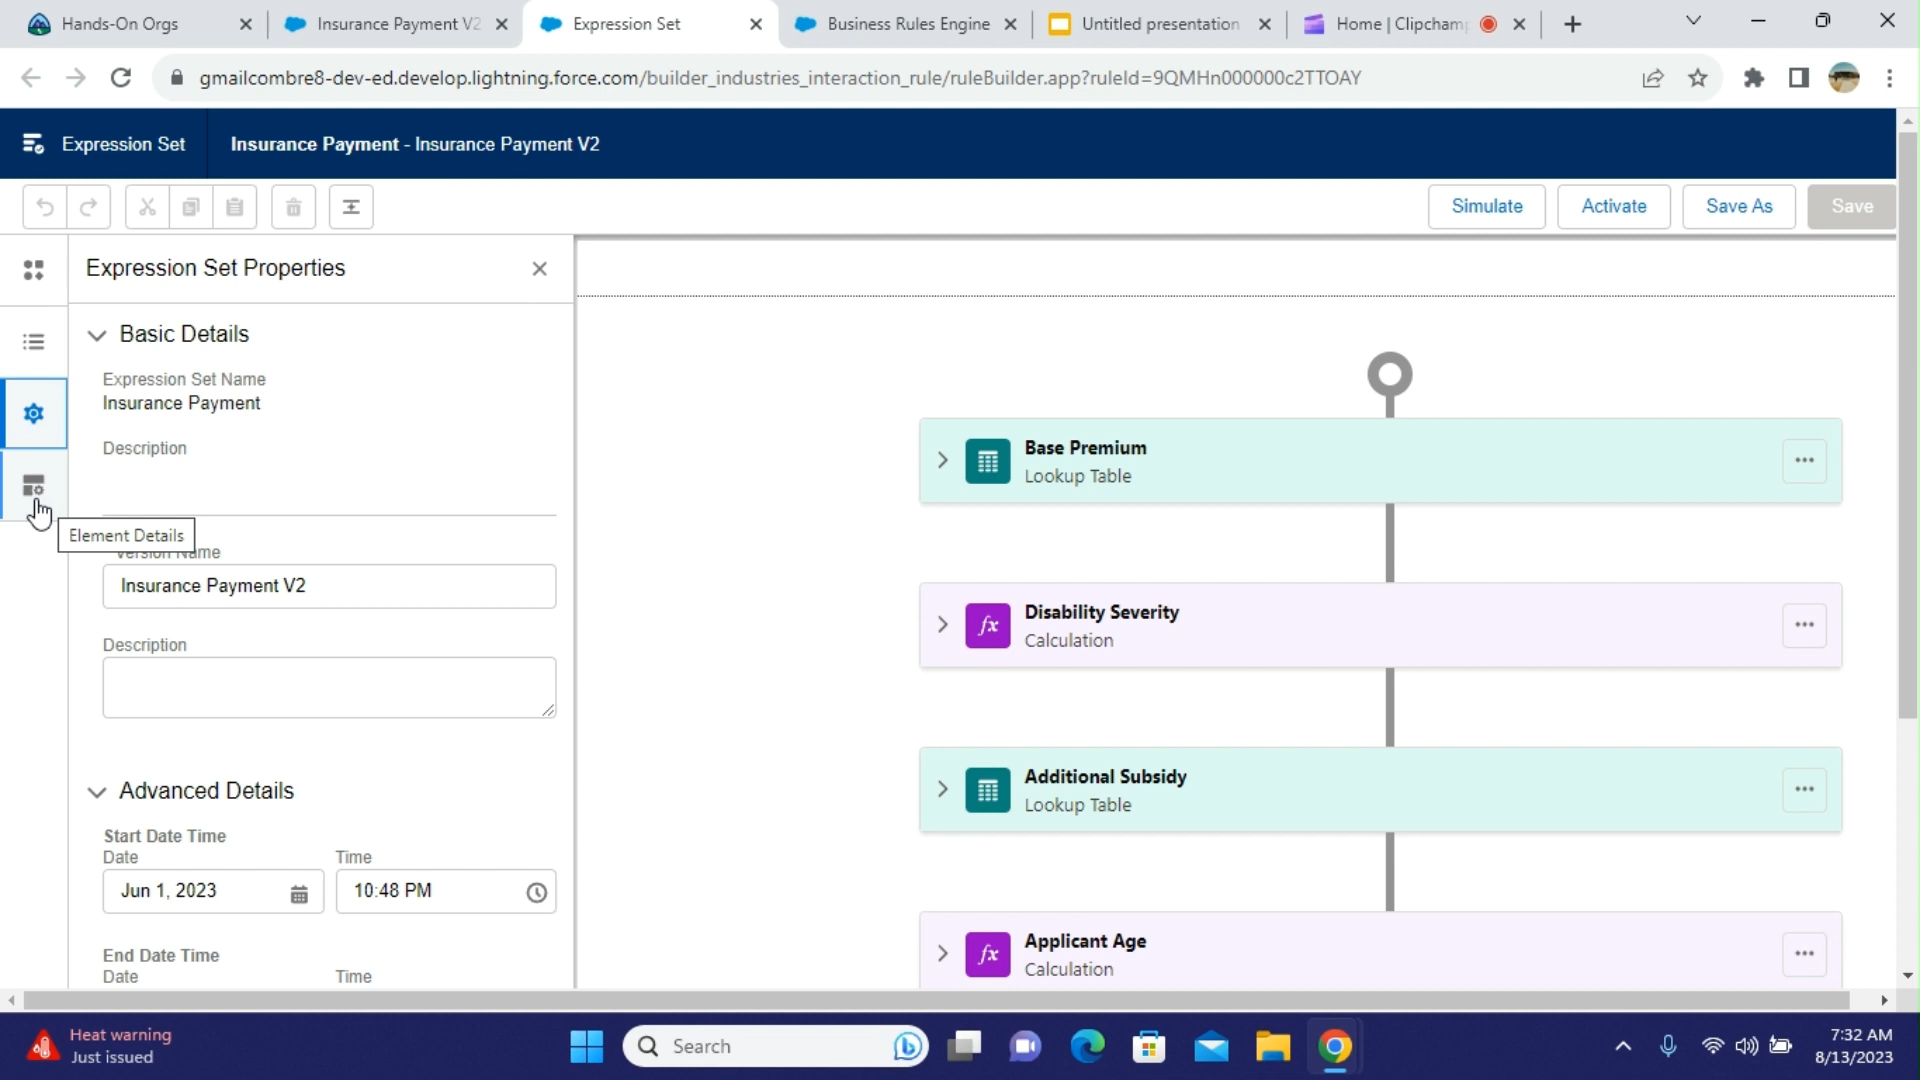 Hands-On Orgs
Insurance Payment V2
Expression Set
Business Rules Engine
Untitled presentation
Home | Clipcham
gmailcombre8-dev-ed.develop.lightning.force.com/builder_industries_interaction_rule/ruleBuilder.app?ruleId=9QMHn000000c2TTOAY
Expression Set
Insurance Payment - Insurance Payment V2
Simulate
Activate
Save As
Save
Expression Set Properties
Basic Details
Expression Set Name
Insurance Payment
Description
Element Details
Version Name
Insurance Payment V2
Description
Advanced Details
Start Date Time
Date
Time
Jun 1, 2023
10:48 PM
End Date Time
Date
Time
Base Premium
Lookup Table
fx
Disability Severity
Calculation
Additional Subsidy
Lookup Table
fx
Applicant Age
Calculation
Heat warning
Just issued
Search
7:32 AM
8/13/2023